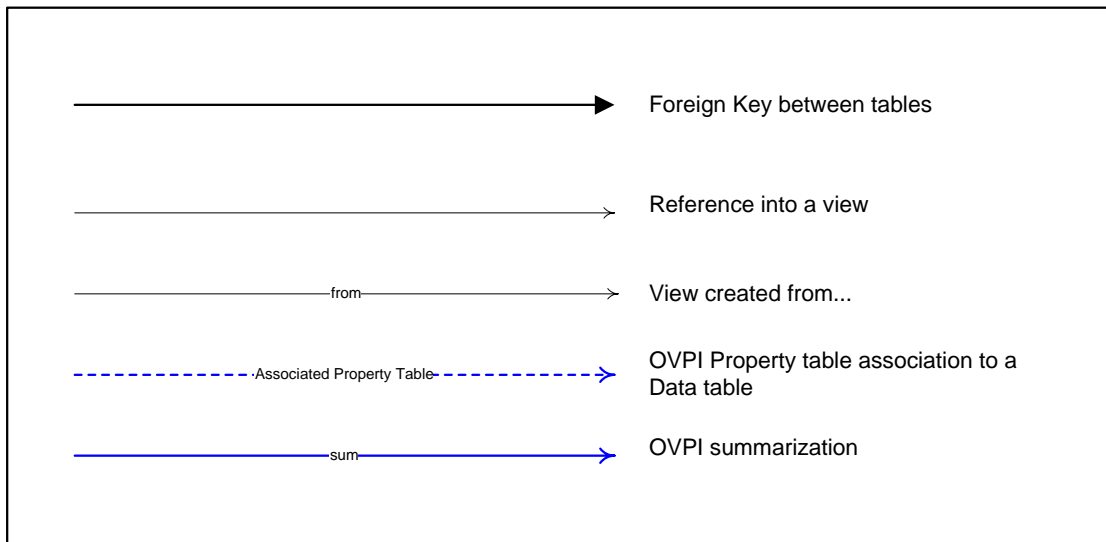 Foreign Key between tables
Reference into a view
from
View created from...
Associated Property Table
OVPI Property table association to a
Data table
sum
OVPI summarization